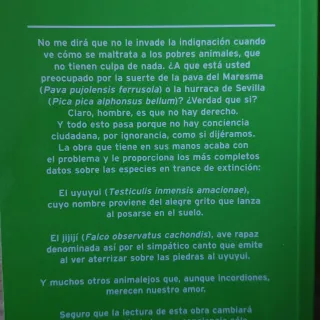 No me dirá que no le invade la indignación cuando
ve cómo se maltrata a los pobres animales, que
no tienen culpa de nada. ¿A que está usted
preocupado por la suerte de la pava del Maresma
(Pava pujolensis ferrusola) o la hurraca de Sevilla
(Pica pica alphonsus bellum)? ¿Verdad que sí?
Claro, hombre, es que no hay derecho.
Y todo esto pasa porque no hay conciencia
ciudadana, por ignorancia, como si dijéramos.
La obra que tiene en sus manos acaba con
el problema y le proporciona los más completos
datos sobre las especies en trance de extinción:
El uyuyui (Testiculis inmensis amacionae),
cuyo nombre proviene del alegre grito que lanza
al posarse en el suelo.
El jijijí (Falco observatus cachondis), ave rapaz
denominada así por el simpático canto que emite
al ver aterrizar sobre las piedras al uyuyui.
Y muchos otros animalejos que, aunque incordiones,
merecen nuestro amor.
Seguro que la lectura de esta obra cambiará